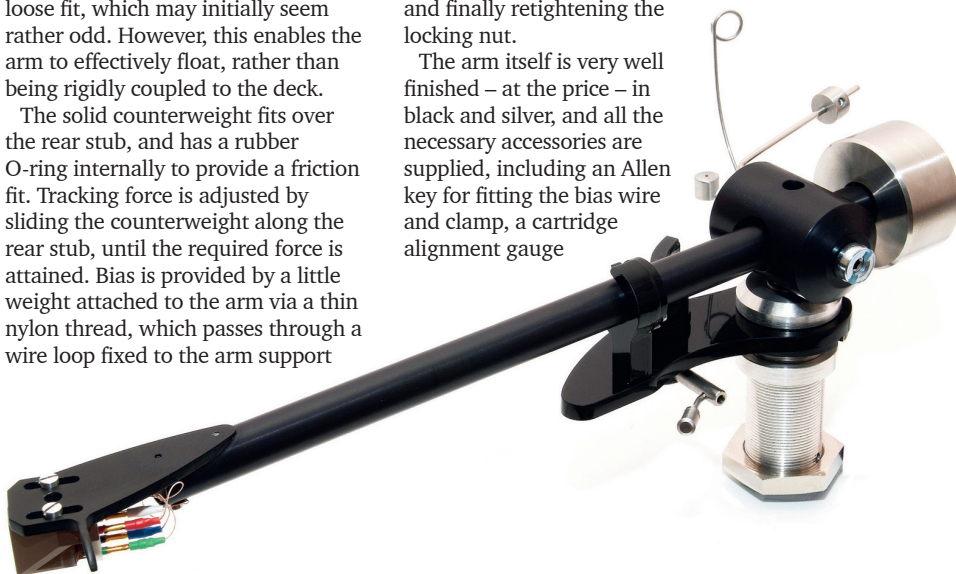 loose fit, which may initially seem
rather odd. However, this enables the
arm to effectively float, rather than
being rigidly coupled to the deck.
The solid counterweight fits over
the rear stub, and has a rubber
O-ring internally to provide a friction
fit. Tracking force is adjusted by
sliding the counterweight along the
rear stub, until the required force is
attained. Bias is provided by a little
weight attached to the arm via a thin
nylon thread, which passes through a
wire loop fixed to the arm support
and finally retightening the
locking nut.
The arm itself is very well
finished – at the price – in
black and silver, and all the
necessary accessories are
supplied, including an Allen
key for fitting the bias wire
and clamp, a cartridge
alignment gauge